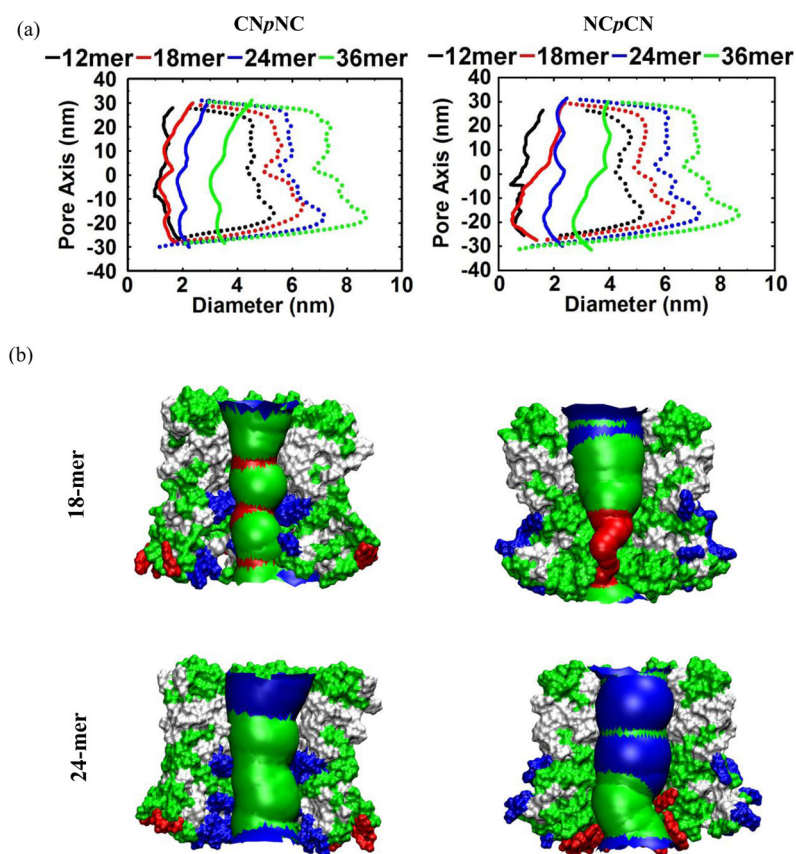 (a)
CNpNC
12mer 18mer 24mer 36mer
Pore Axis (nm)
40
30
20
10
0
-10
-20
-30
-40
0 2 4 6 8 10
Diameter (nm)
NCpCN
12mer 18mer 24mer 36mer
Pore Axis (nm)
40
30
20
10
0
-10
-20
-30
-40
0 2 4 6 8 10
Diameter (nm)
(b)
18-mer
24-mer